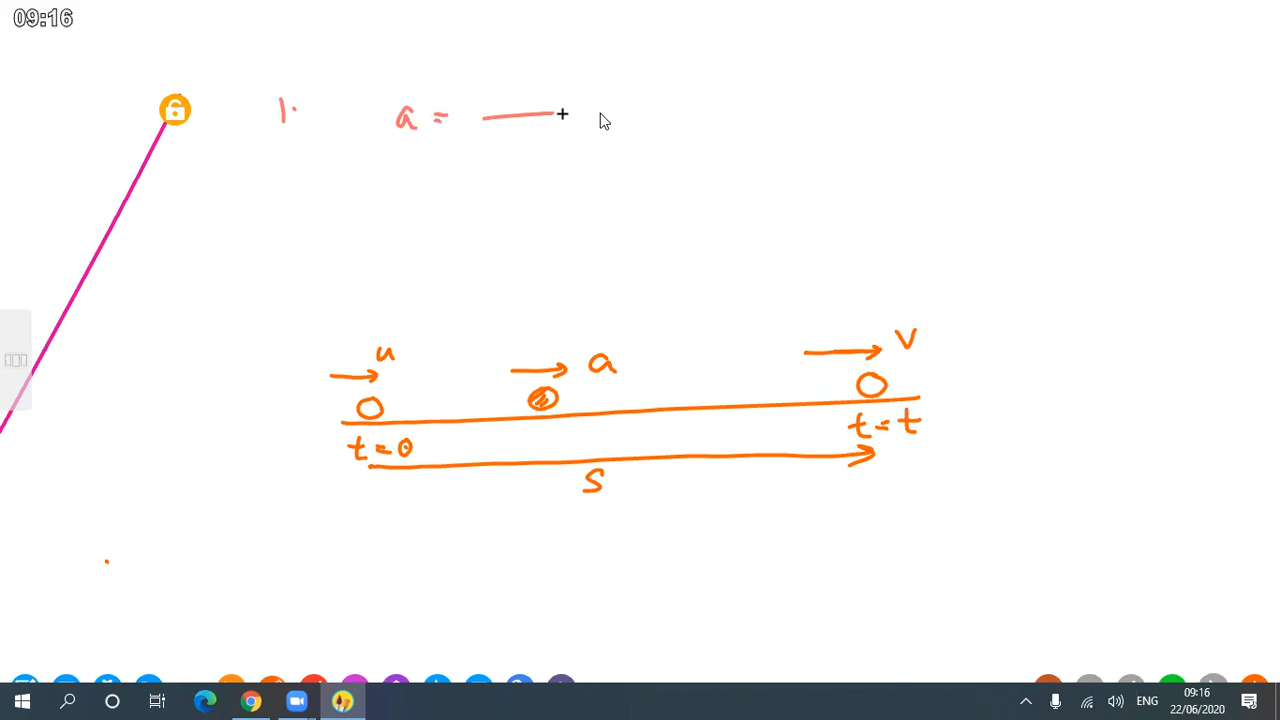 09:16
1. a =
u
a
v
t = 0
t = t
S
ENG
09:16
22/06/2020